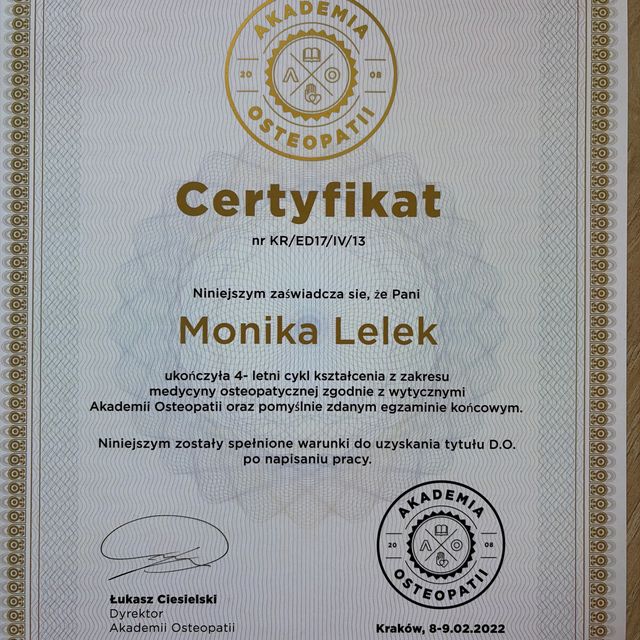 AKADEMIA
20 08
Λ O
OSTEOPATII
Certyfikat
nr KR/ED17/IV/13
Niniejszym zaświadcza sie, że Pani
Monika Lelek
ukończyła 4- letni cykl kształcenia z zakresu
medycyny osteopatycznej zgodnie z wytycznymi
Akademii Osteopatii oraz pomyślnie zdanym egzaminie końcowym.
Niniejszym zostały spełnione warunki do uzyskania tytułu D.O.
po napisaniu pracy.
Łukasz Ciesielski
Dyrektor
Akademii Osteopatii
AKADEMIA
20 08
Λ O
OSTEOPATII
Kraków, 8-9.02.2022